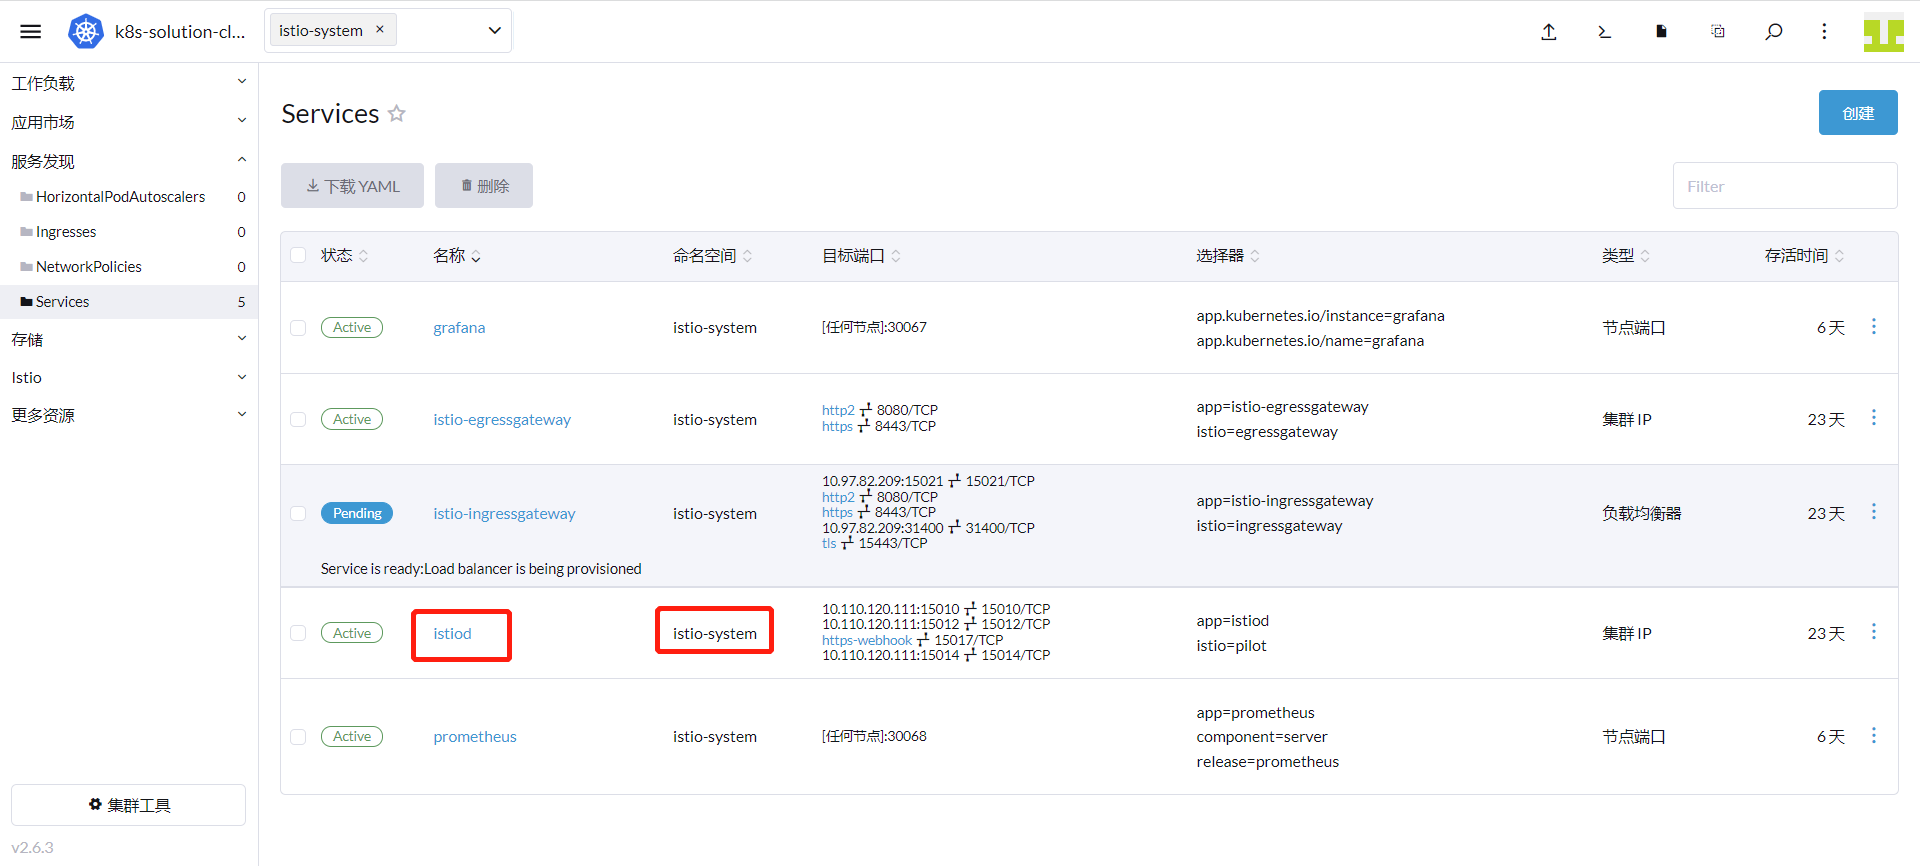 k8s-solution-cl...
istio-system ×
工作负载
应用市场
服务发现
HorizontalPodAutoscalers 0
Ingresses 0
NetworkPolicies 0
Services 5
存储
Istio
更多资源
集群工具
v2.6.3
Services
创建
下载 YAML
删除
Filter
状态 名称 命名空间 目标端口 选择器 类型 存活时间
Active grafana istio-system [任何节点]:30067 app.kubernetes.io/instance=grafana 节点端口 6 天
app.kubernetes.io/name=grafana
Active istio-egressgateway istio-system http2 8080/TCP app=istio-egressgateway 集群 IP 23 天
https 8443/TCP istio=egressgateway
Pending istio-ingressgateway istio-system 10.97.82.209:15021 15021/TCP app=istio-ingressgateway 负载均衡器 23 天
http2 8080/TCP istio=ingressgateway
https 8443/TCP
10.97.82.209:31400 31400/TCP
tls 15443/TCP
Service is ready:Load balancer is being provisioned
Active istiod istio-system 10.110.120.111:15010 15010/TCP app=istiod 集群 IP 23 天
10.110.120.111:15012 15012/TCP istio=pilot
https-webhook 15017/TCP
10.110.120.111:15014 15014/TCP
Active prometheus istio-system [任何节点]:30068 app=prometheus 节点端口 6 天
component=server
release=prometheus